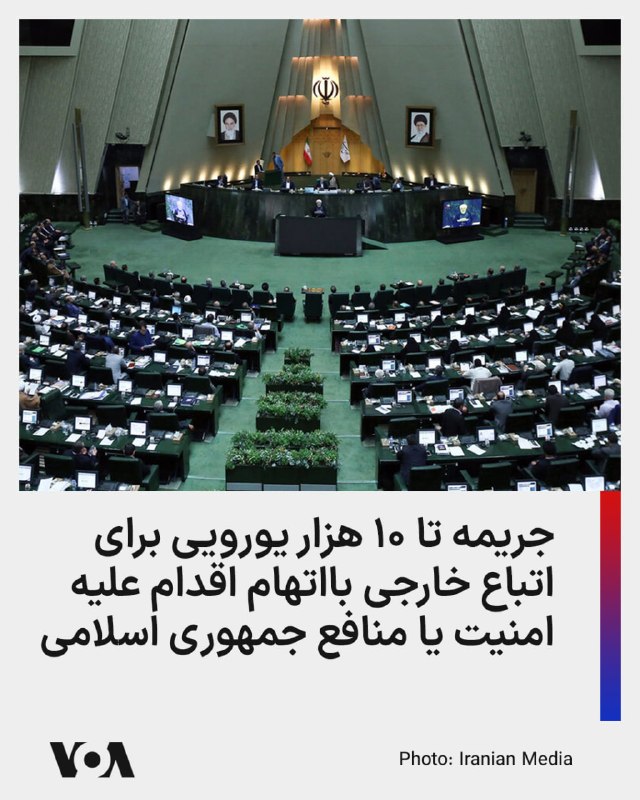 جریمه تا ۱۰ هزار یورویی برای
اتباع خارجی بااتهام اقدام علیه
امنیت یا منافع جمهوری اسلامی
VOA
Photo: Iranian Media